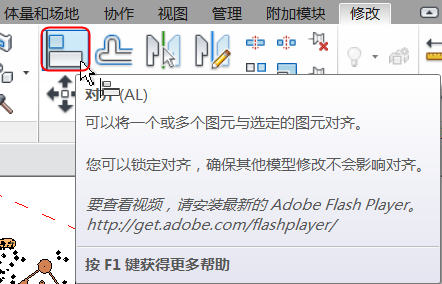 体量和场地 协作 视图 管理 附加模块 修改
对齐(AL)
可以将一个或多个图元与选定的图元对齐。
您可以锁定对齐，确保其他模型修改不会影响对齐。
要查看视频，请安装最新的 Adobe Flash Player。
http://get.adobe.com/flashplayer/
按 F1 键获得更多帮助